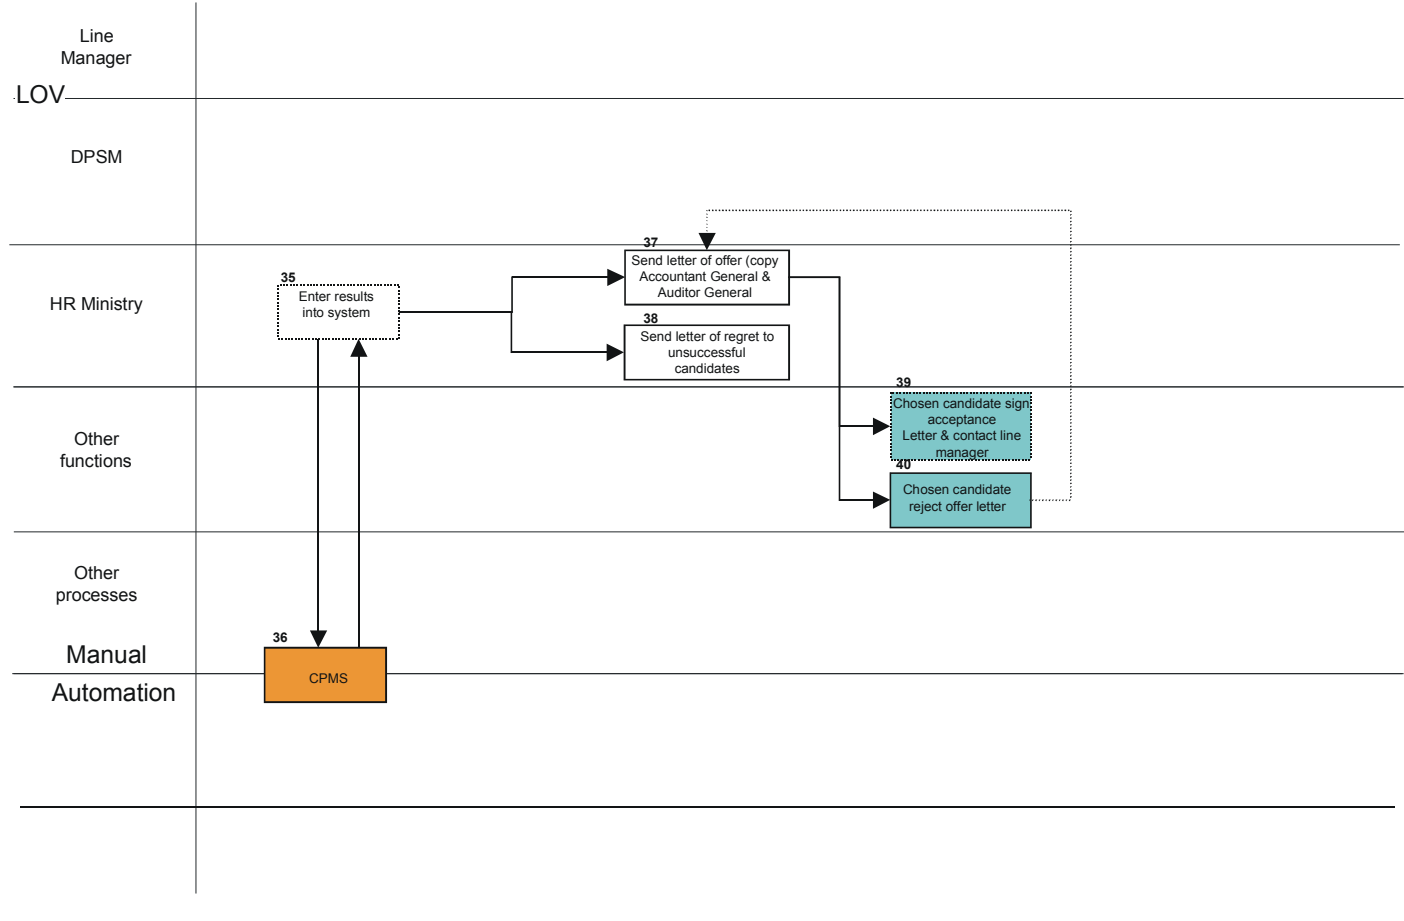 Line
Manager
LOV
DPSM
HR Ministry
35
Enter results
into system
37
Send letter of offer (copy
Accountant General &
Auditor General
38
Send letter of regret to
unsuccessful
candidates
Other
functions
39
Chosen candidate sign
acceptance
Letter & contact line
manager
40
Chosen candidate
reject offer letter
Other
processes
Manual
36
CPMS
Automation